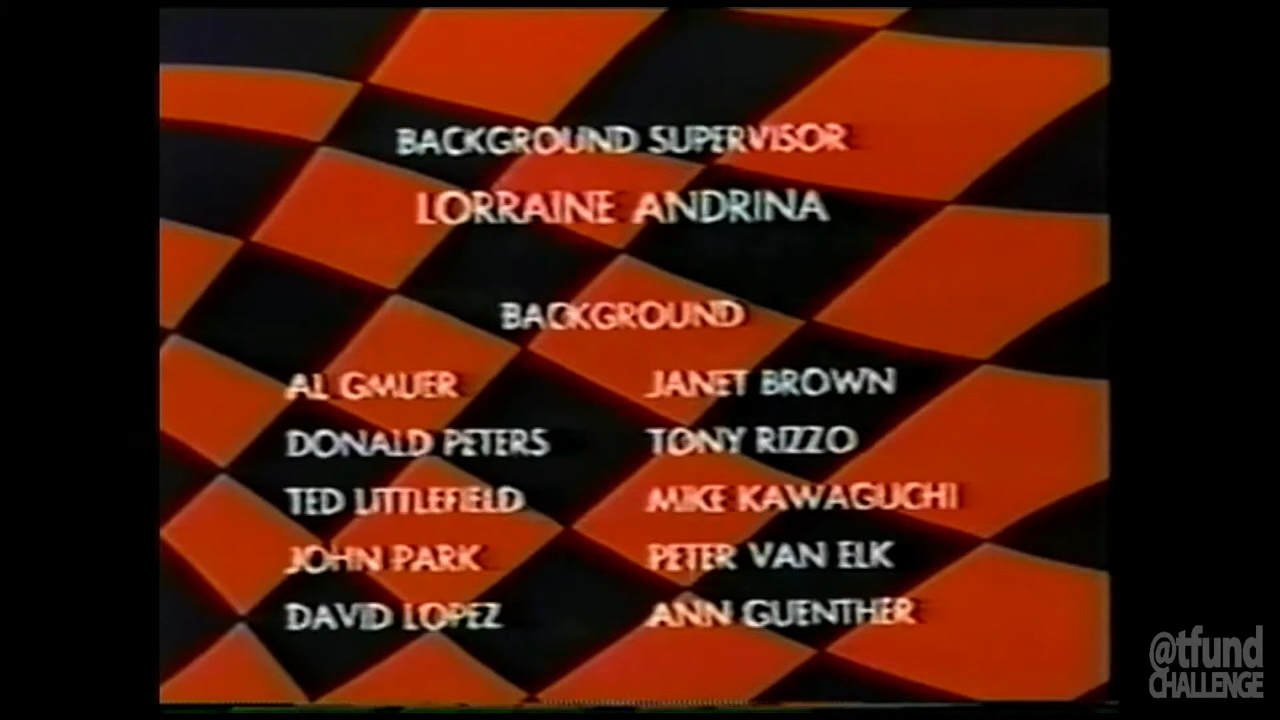 BACKGROUND SUPERVISOR
LORRAINE ANDRINA
BACKGROUND
AL GMUER
JANET BROWN
DONALD PETERS
TONY RIZZO
TED LITTLEFIELD
MIKE KAWAGUCHI
JOHN PARK
PETER VAN ELK
DAVID LOPEZ
ANN GUENTHER
@tfund
CHALLENGE